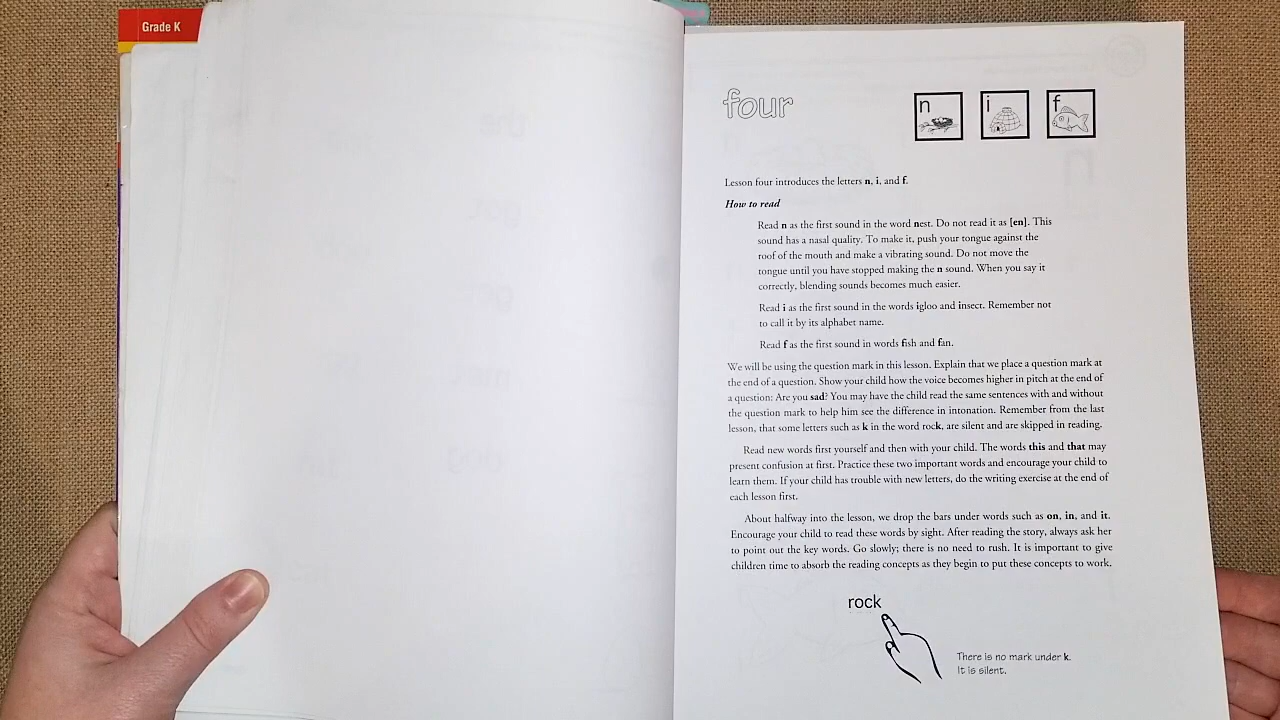 Grade K
four
n i f
Lesson four introduces the letters n, i, and f.
How to read
Read n as the first sound in the word nest. Do not read it as [en]. This
sound has a nasal quality. To make it, push your tongue against the
roof of the mouth and make a vibrating sound. Do not move the
tongue until you have stopped making the n sound. When you say it
correctly, blending sounds becomes much easier.
Read i as the first sound in the words igloo and insect. Remember not
to call it by its alphabet name.
Read f as the first sound in words fish and fan.
We will be using the question mark in this lesson. Explain that we place a question mark at
the end of a question. Show your child how the voice becomes higher in pitch at the end of
a question: Are you sad? You may have the child read the same sentences with and without
the question mark to help him see the difference in intonation. Remember from the last
lesson, that some letters such as k in the word rock, are silent and are skipped in reading.
Read new words first yourself and then with your child. The words this and that may
present confusion at first. Practice these two important words and encourage your child to
learn them. If your child has trouble with new letters, do the writing exercise at the end of
each lesson first.
About halfway into the lesson, we drop the bars under words such as on, in, and it.
Encourage your child to read these words by sight. After reading the story, always ask her
to point out the key words. Go slowly; there is no need to rush. It is important to give
children time to absorb the reading concepts as they begin to put these concepts to work.
rock
There is no mark under k.
It is silent.